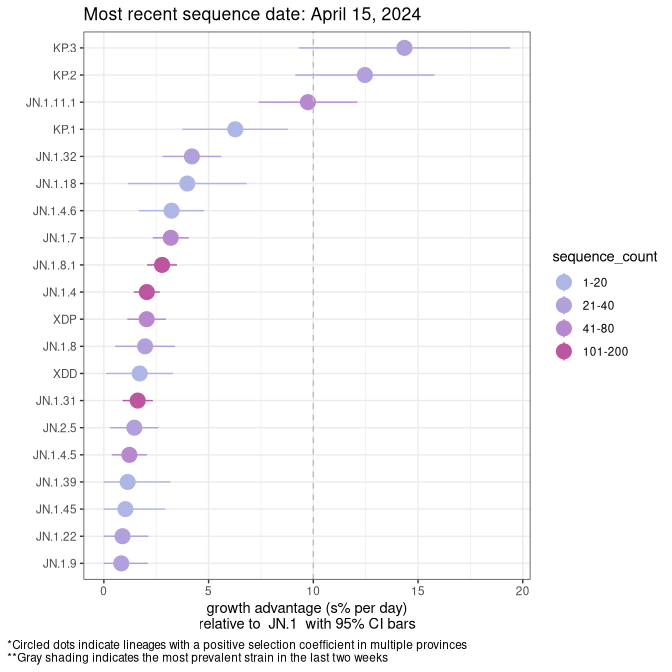 Most recent sequence date: April 15, 2024
KP.3
KP.2
JN.1.11.1
KP.1
JN.1.32
JN.1.18
JN.1.4.6
JN.1.7
JN.1.8.1
JN.1.4
XDP
JN.1.8
XDD
JN.1.31
JN.2.5
JN.1.4.5
JN.1.39
JN.1.45
JN.1.22
JN.1.9
0 5 10 15 20
growth advantage (s% per day)
relative to JN.1 with 95% CI bars
sequence_count
1-20
21-40
41-80
101-200
*Circled dots indicate lineages with a positive selection coefficient in multiple provinces
**Gray shading indicates the most prevalent strain in the last two weeks